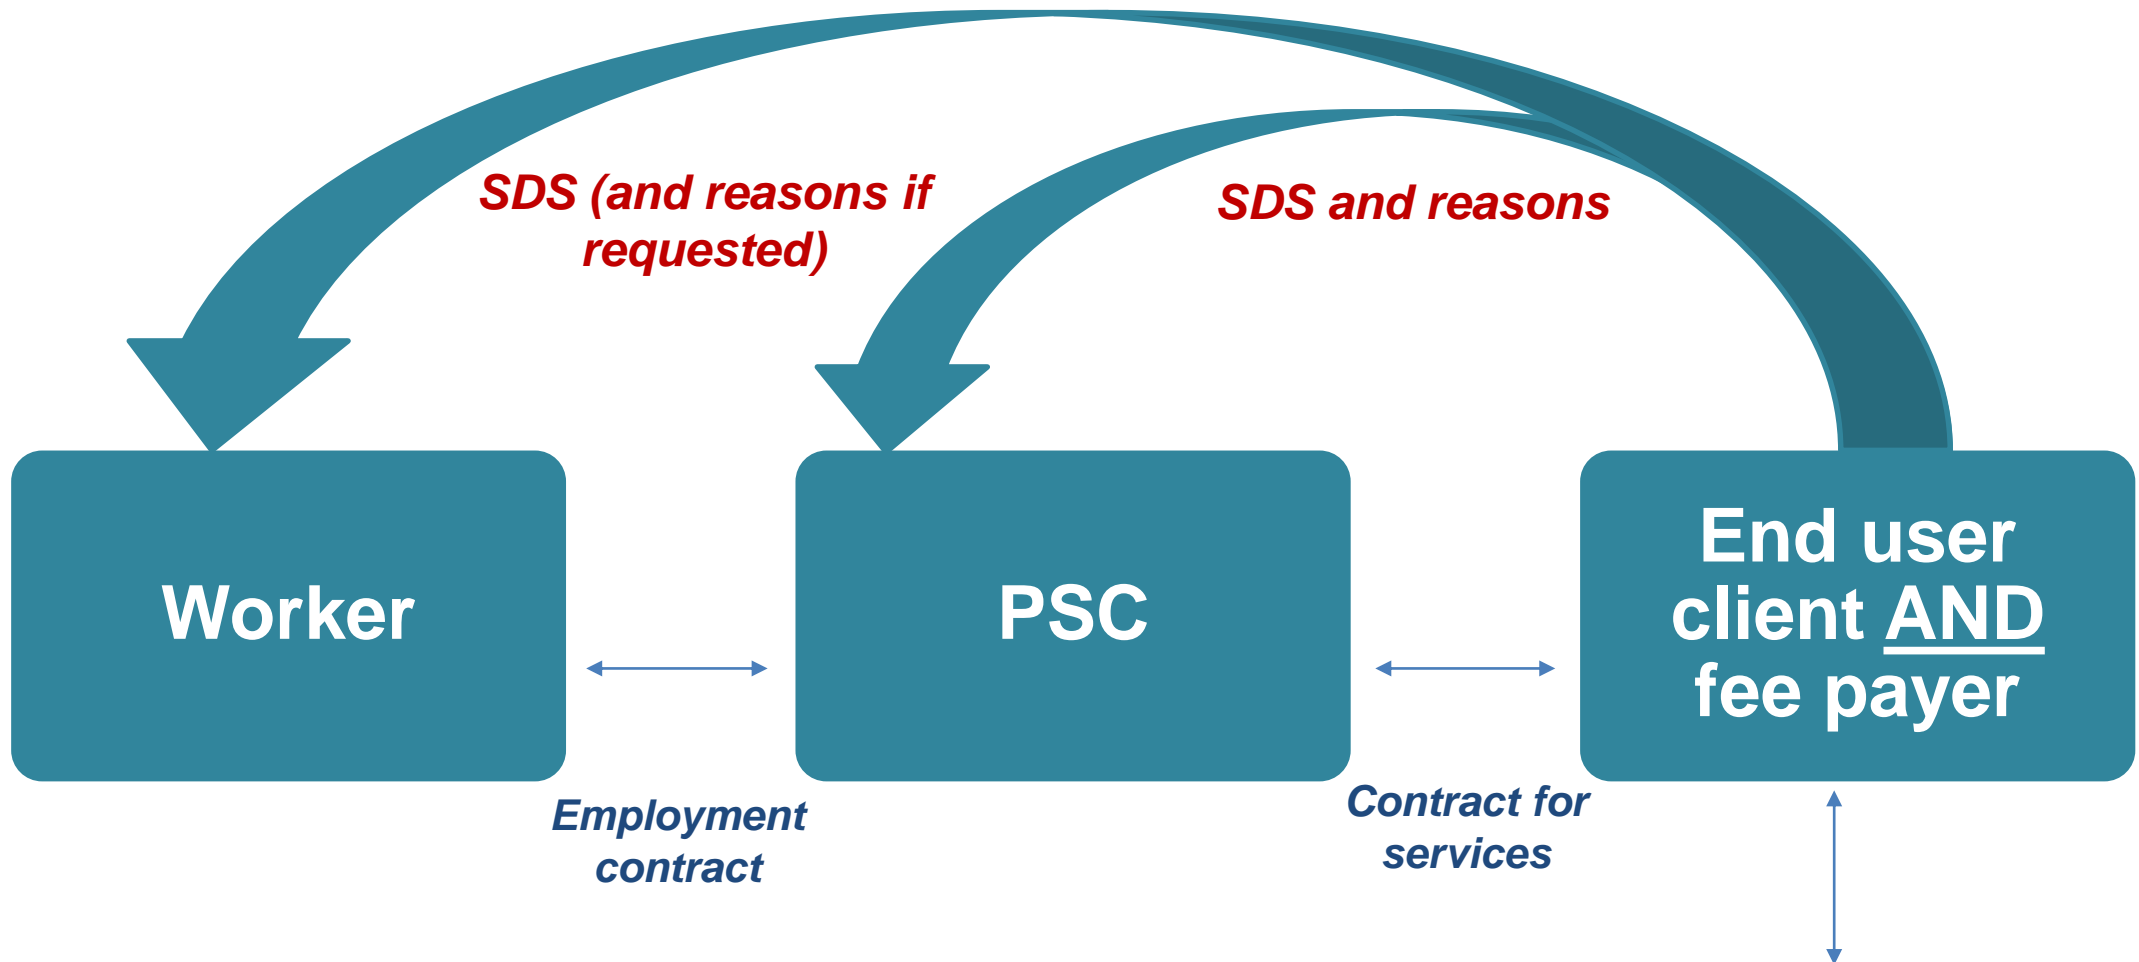 SDS (and reasons if
requested)
SDS and reasons
Worker
PSC
End user
client AND
fee payer
Employment
contract
Contract for
services